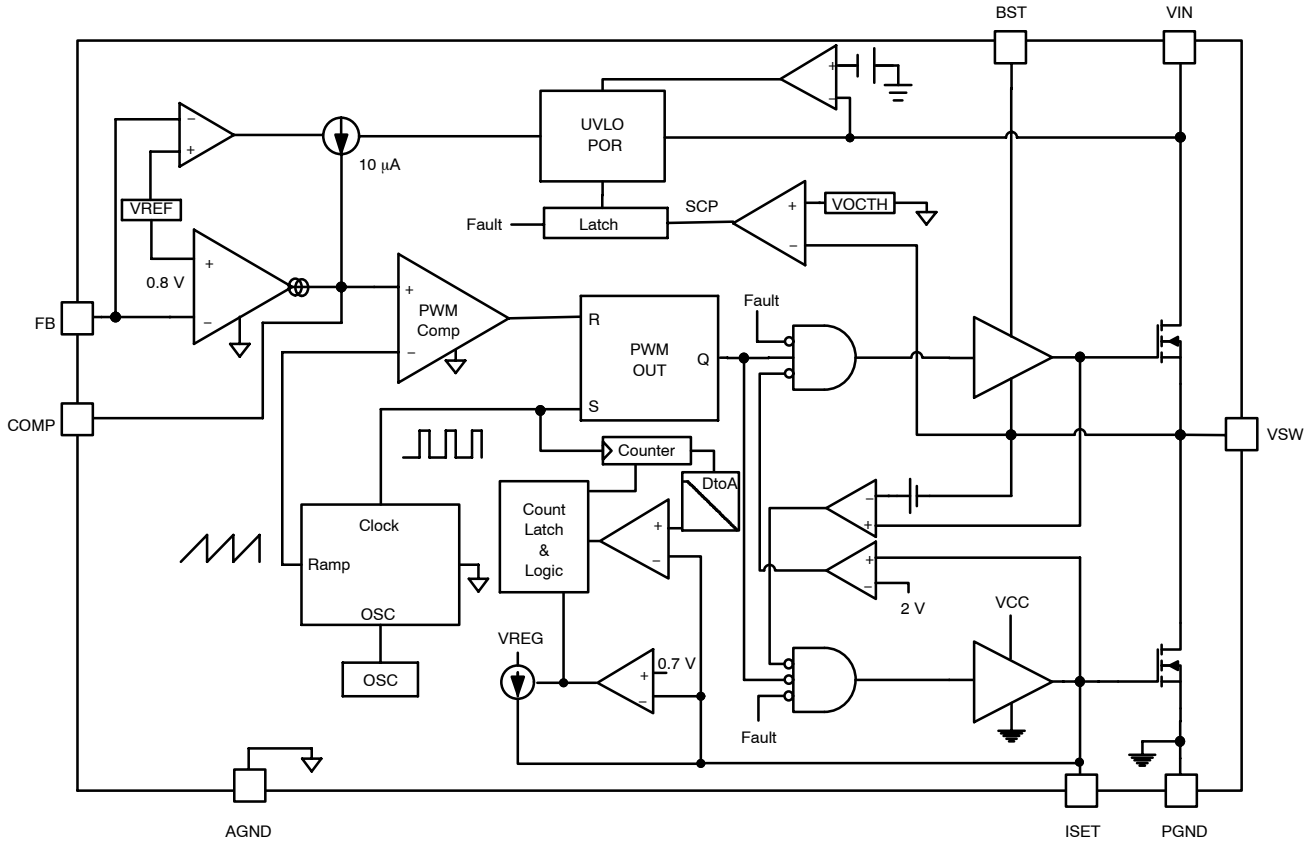 BST
VIN
+
−
UVLO
POR
−
+
10 μA
VREF
Fault
Latch
SCP
+
VOCTH
−
0.8 V
+
−
FB
+
PWM
Comp
−
Fault
R
PWM
OUT
Q
S
COMP
VSW
Counter
DtoA
Count
Latch
&
Logic
+
−
−
+
Clock
Ramp
OSC
+
−
2 V
VCC
VREG
0.7 V
+
−
OSC
Fault
AGND
ISET
PGND